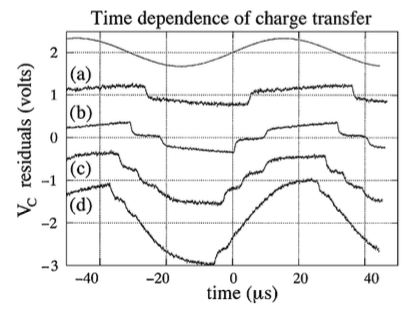 Time dependence of charge transfer
V_C residuals (volts)
2
1
0
−1
−2
−3
(a)
(b)
(c)
(d)
−40 −20 0 20 40
time (μs)